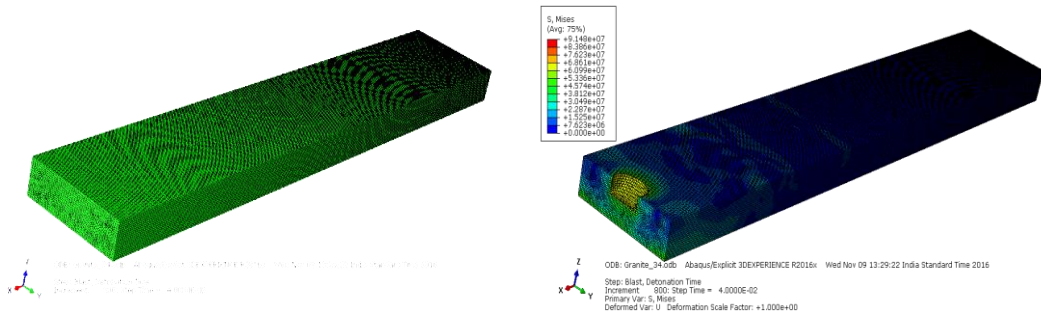 S, Mises
(Avg: 75%)
+9.148e+07
+8.386e+07
+7.623e+07
+6.861e+07
+6.099e+07
+5.336e+07
+4.574e+07
+3.812e+07
+3.049e+07
+2.287e+07
+1.525e+07
+7.623e+06
+0.000e+00
X
Y
Z
X
Y
ODB: Granite_34.odb Abaqus/Explicit 3DEXPERIENCE R2016x Wed Nov 09 13:29:22 India Standard Time 2016
Step: Blast, Detonation Time
Increment 800: Step Time = 4.0000E-02
Primary Var: S, Mises
Deformed Var: U Deformation Scale Factor: +1.000e+00